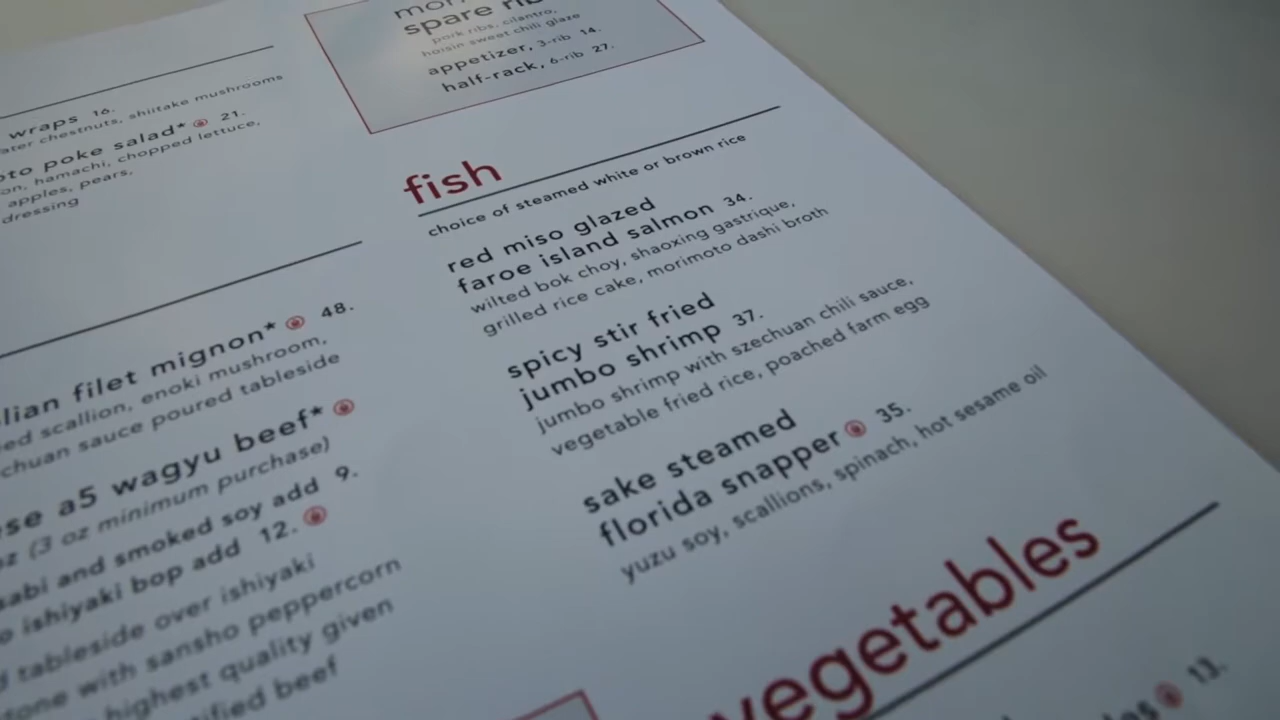 wraps 16.
chestnuts, shiitake mushrooms
poke salad* 21.
hamachi, chopped lettuce,
apples, pears,
dressing
filet mignon* 48.
scallion, enoki mushroom,
sauce poured tableside
a5 wagyu beef*
(3 oz minimum purchase)
and smoked soy add 9.
ishiyaki bop add 12.
tableside over ishiyaki
with sansho peppercorn
highest quality given
beef
spare
pork ribs, cilantro,
hoisin sweet chili glaze
appetizer, 3-rib 14.
half-rack, 6-rib 27.
fish
choice of steamed white or brown rice
red miso glazed
faroe island salmon 34.
wilted bok choy, shaoxing gastrique,
grilled rice cake, morimoto dashi broth
spicy stir fried
jumbo shrimp 37.
jumbo shrimp with szechuan chili sauce,
vegetable fried rice, poached farm egg
sake steamed
florida snapper 35.
yuzu soy, scallions, spinach, hot sesame oil
vegetables
13.